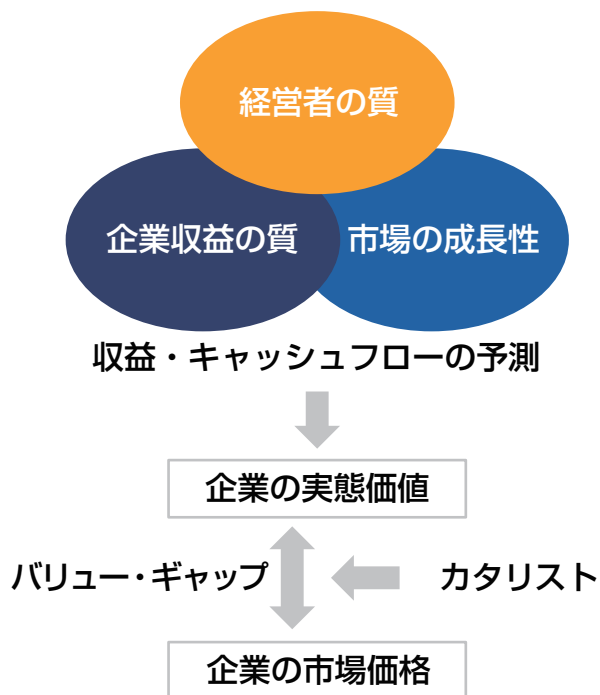 経営者の質
企業収益の質
市場の成長性
収益・キャッシュフローの予測
企業の実態価値
バリュー・ギャップ
カタリスト
企業の市場価格